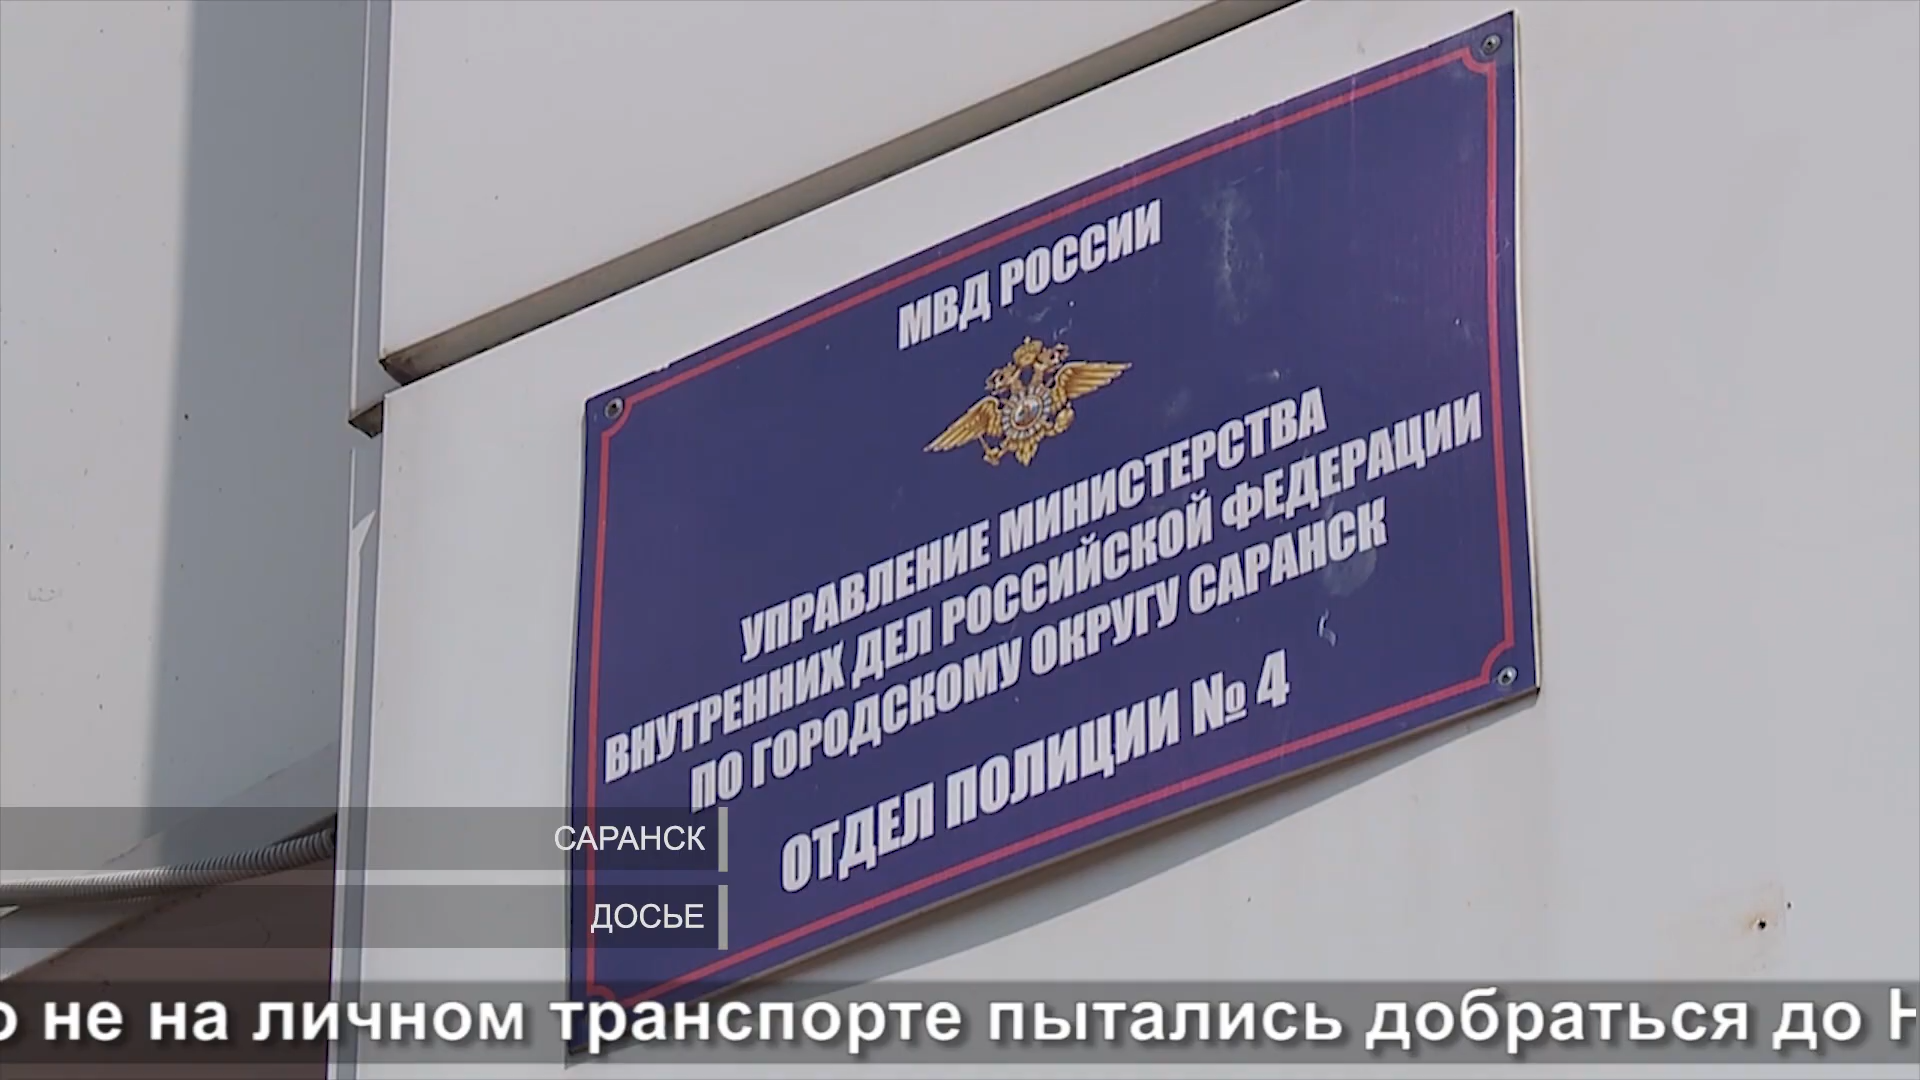 МВД РОССИИ
УПРАВЛЕНИЕ МИНИСТЕРСТВА
ВНУТРЕННИХ ДЕЛ РОССИЙСКОЙ ФЕДЕРАЦИИ
ПО ГОРОДСКОМУ ОКРУГУ САРАНСК
ОТДЕЛ ПОЛИЦИИ № 4
САРАНСК
ДОСЬЕ
не на личном транспорте пытались добраться до